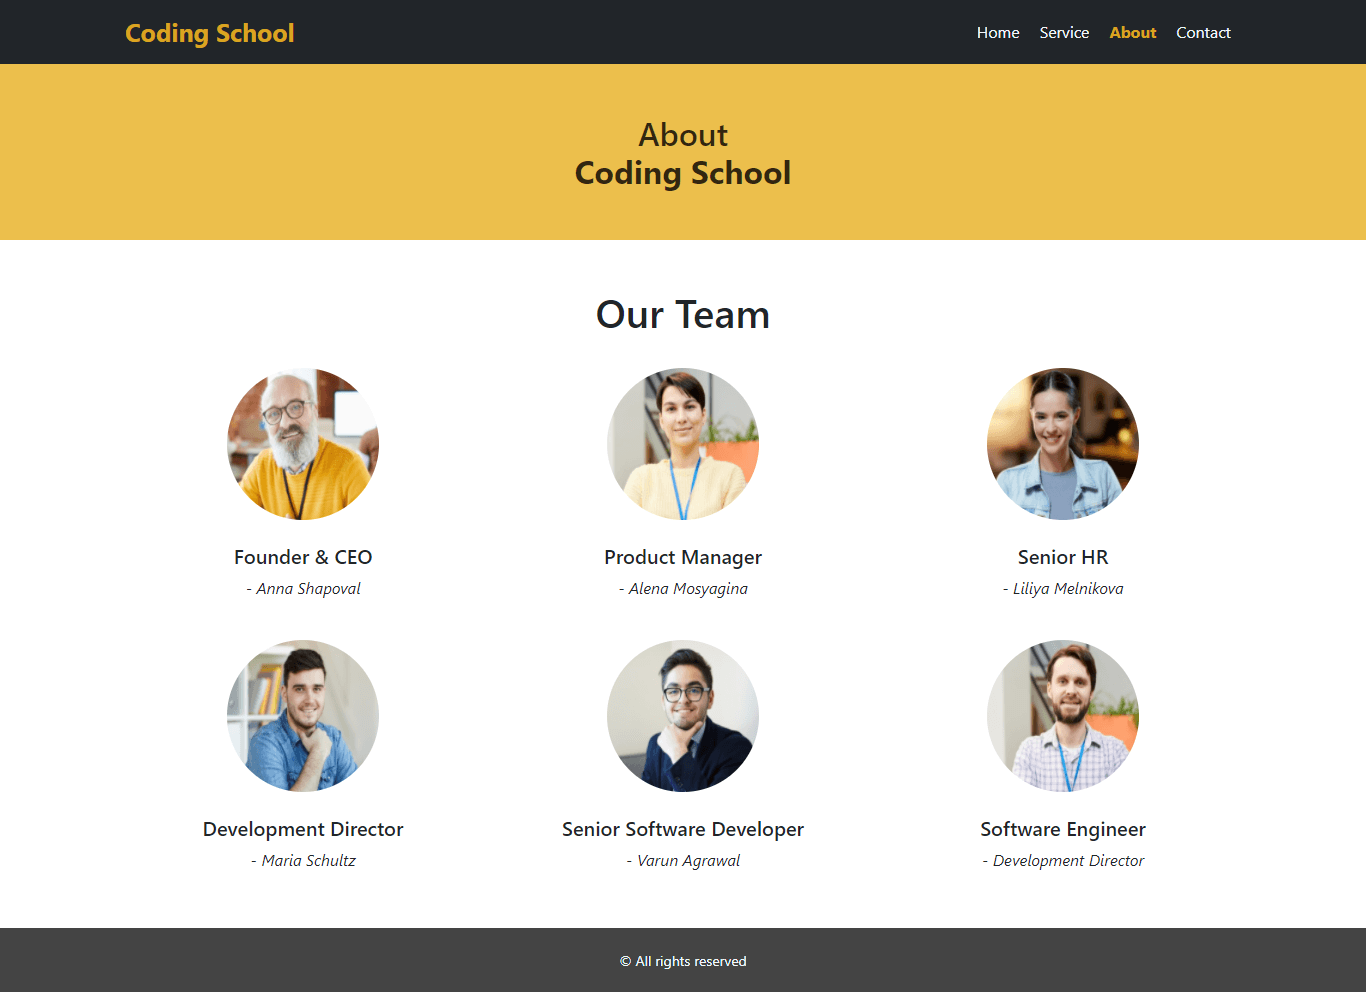 Coding School
Home Service About Contact
About
Coding School
Our Team
Founder & CEO
- Anna Shapoval
Product Manager
- Alena Mosyagina
Senior HR
- Liliya Melnikova
Development Director
- Maria Schultz
Senior Software Developer
- Varun Agrawal
Software Engineer
- Development Director
© All rights reserved